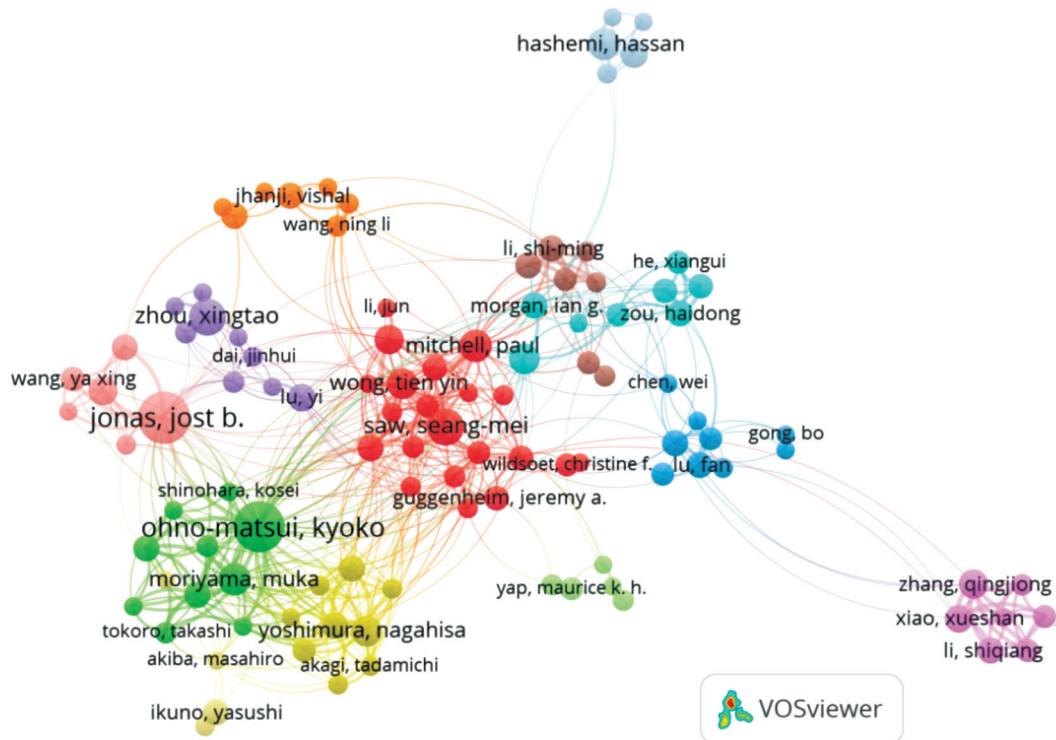 hashemi, hassan
jhanji, vishal
wang, ning li
li, shi-ming
he, xiangui
li, jun
morgan, ian g.
zou, haidong
zhou, xingtao
mitchell, paul
dai, jinhui
wang, ya xing
wong, tien yin
chen, wei
lu, yi
jonas, jost b.
saw, seang-mei
gong, bo
wildsoet, christine f.
lu, fan
shinohara, kosei
guggenheim, jeremy a.
ohno-matsui, kyoko
moriyama, muka
yap, maurice k. h.
zhang, qingjiong
xiao, xueshan
tokoro, takashi
yoshimura, nagahisa
li, shiqiang
akiba, masahiro
akagi, tadamichi
ikuno, yasushi
VOSviewer